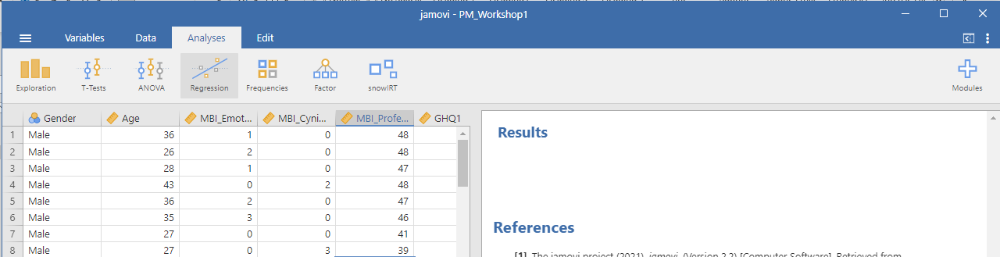 jamovi - PM_Workshop1
Variables Data Analyses Edit
Exploration T-Tests ANOVA Regression Frequencies Factor snowIRT Modules
Gender Age MBI_Emot... MBI_Cyni... MBI_Profe... GHQ1
1 Male 36 1 0 48
2 Male 26 2 0 48
3 Male 28 1 0 47
4 Male 43 0 2 48
5 Male 36 2 0 47
6 Male 35 3 0 46
7 Male 27 0 0 41
8 Male 27 0 3 39
Results
References
[1] The jamovi project (2021). jamovi. (Version 2.2) [Computer Software]. Retrieved from